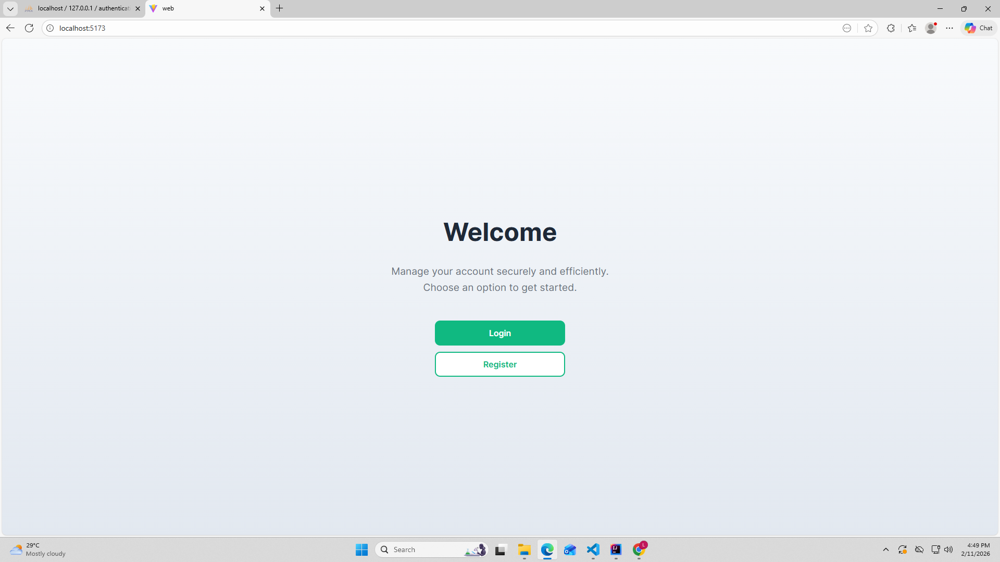 localhost / 127.0.0.1 / authenticati
web
localhost:5173
Chat
Welcome
Manage your account securely and efficiently.
Choose an option to get started.
Login
Register
29°C
Mostly cloudy
Search
L
4:49 PM
2/11/2026